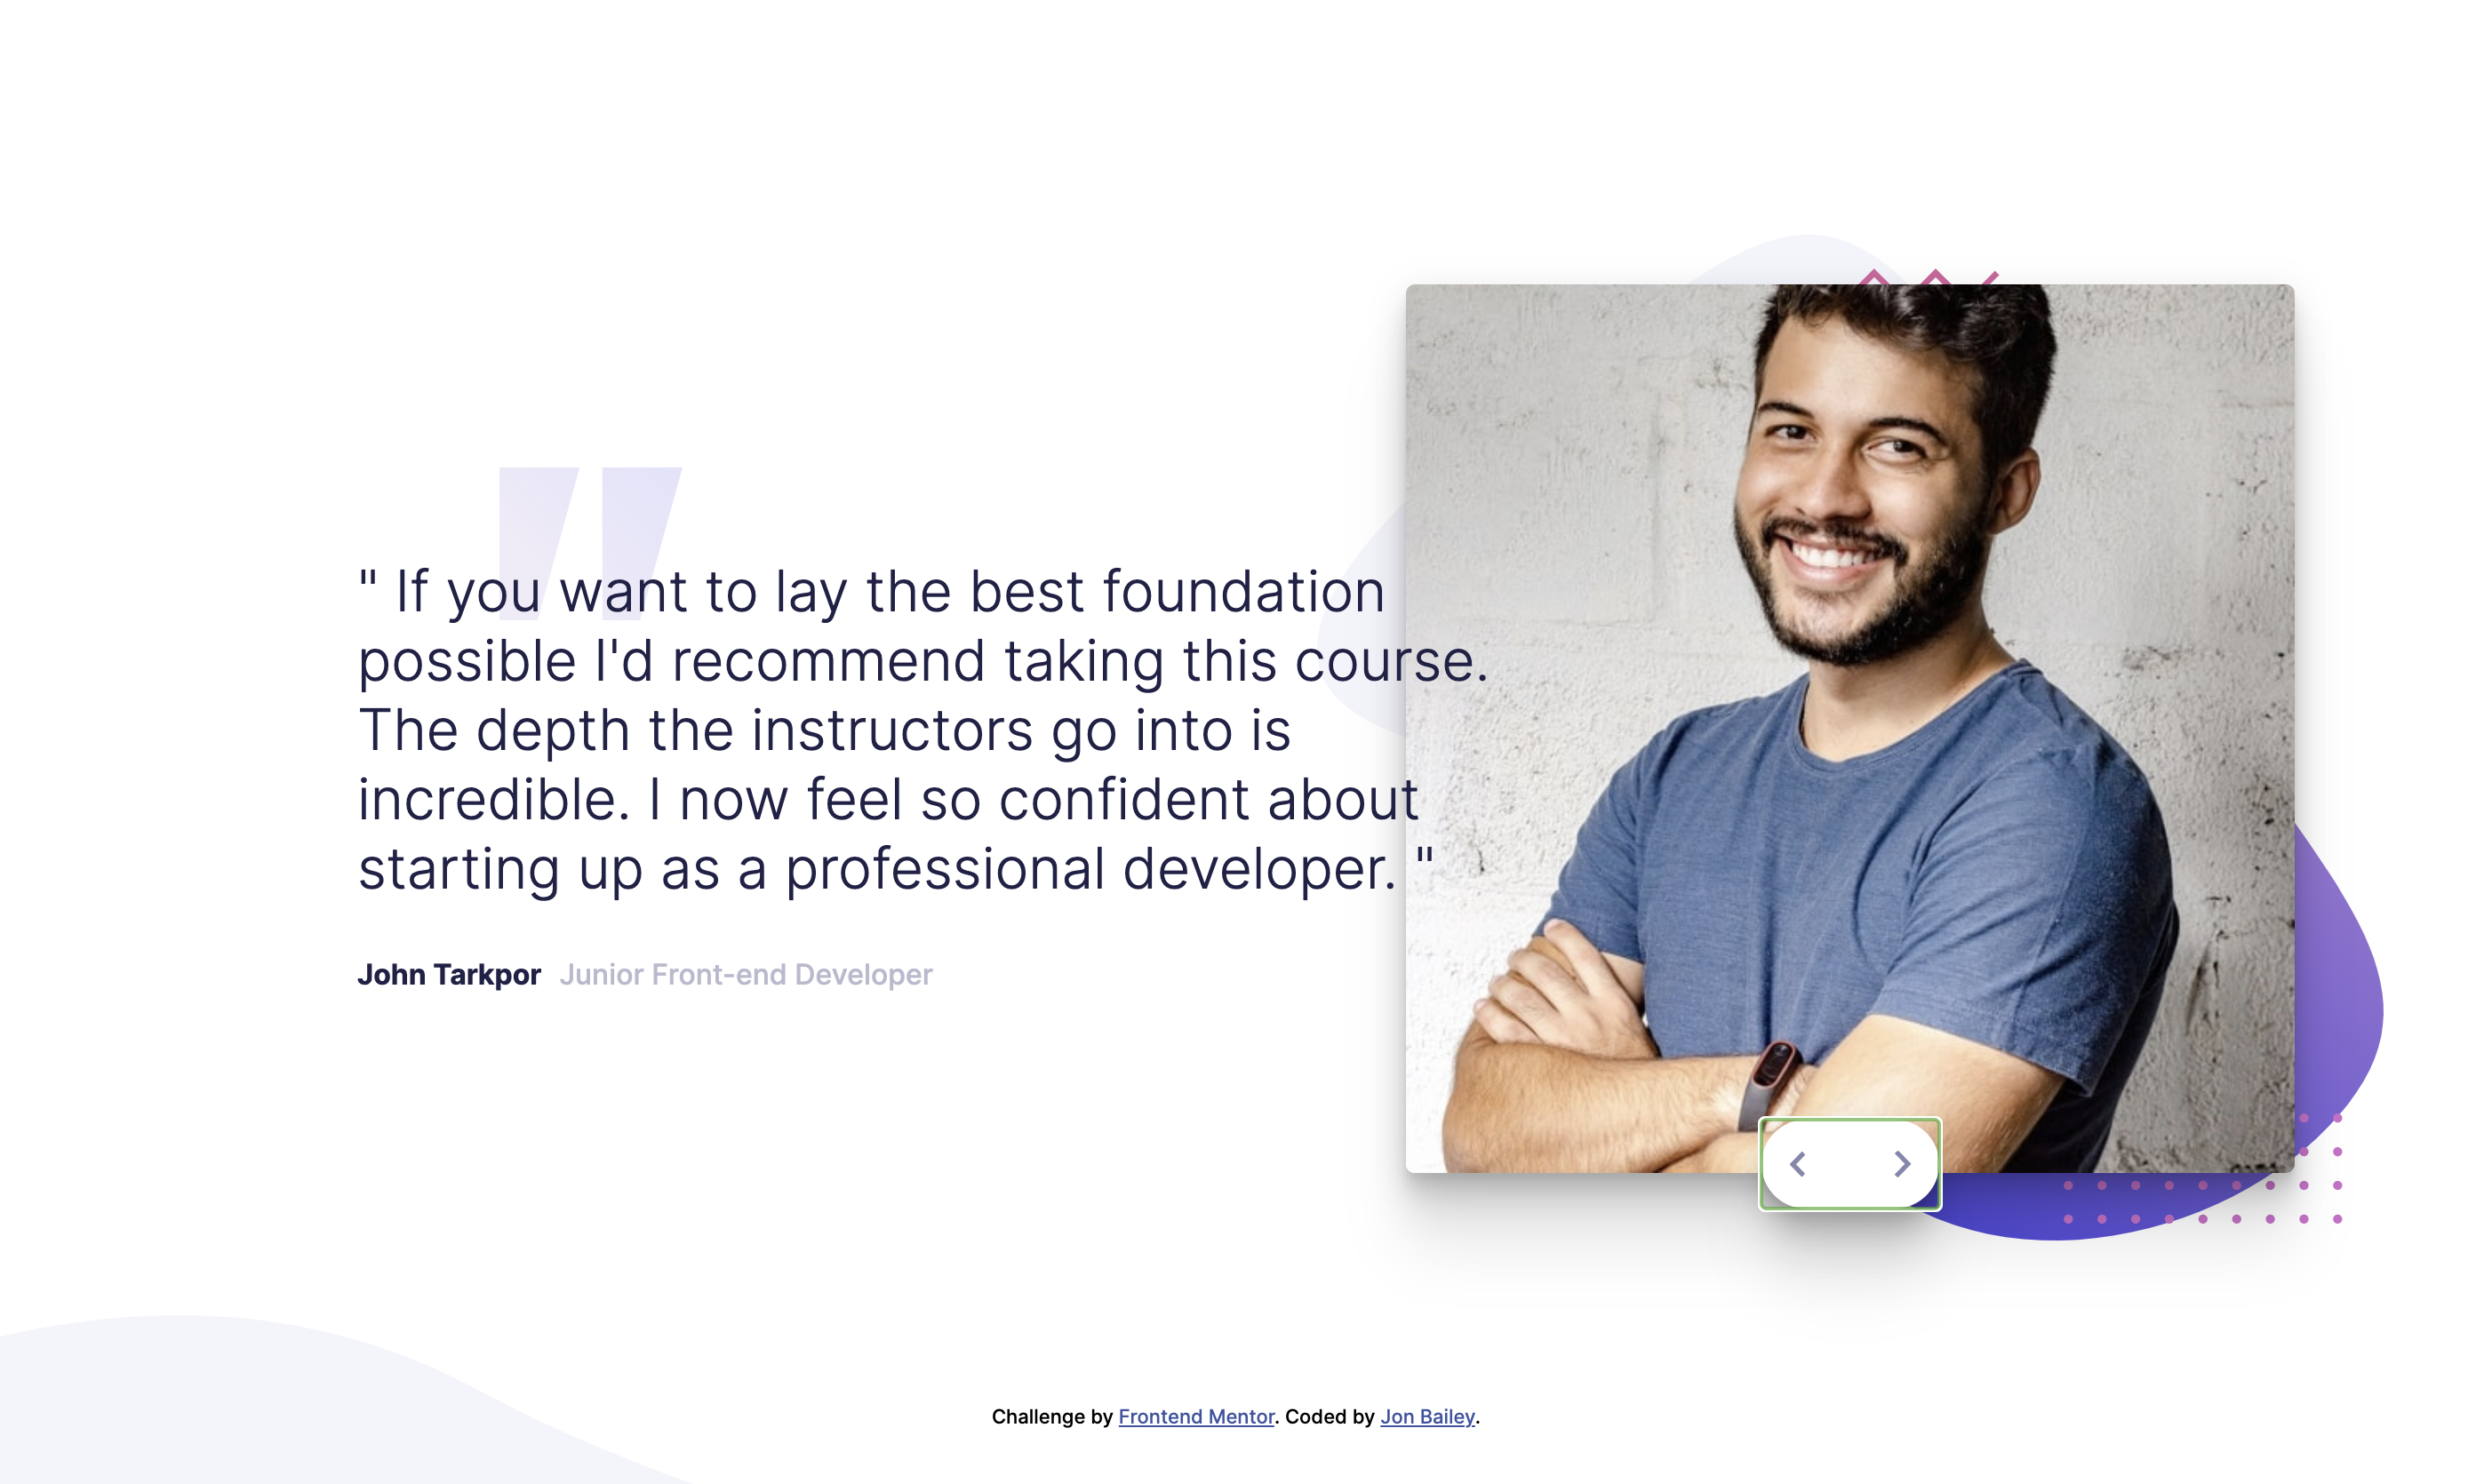 " If you want to lay the best foundation
possible I'd recommend taking this course.
The depth the instructors go into is
incredible. I now feel so confident about
starting up as a professional developer. "
John Tarkpor Junior Front-end Developer
Challenge by Frontend Mentor. Coded by Jon Bailey.